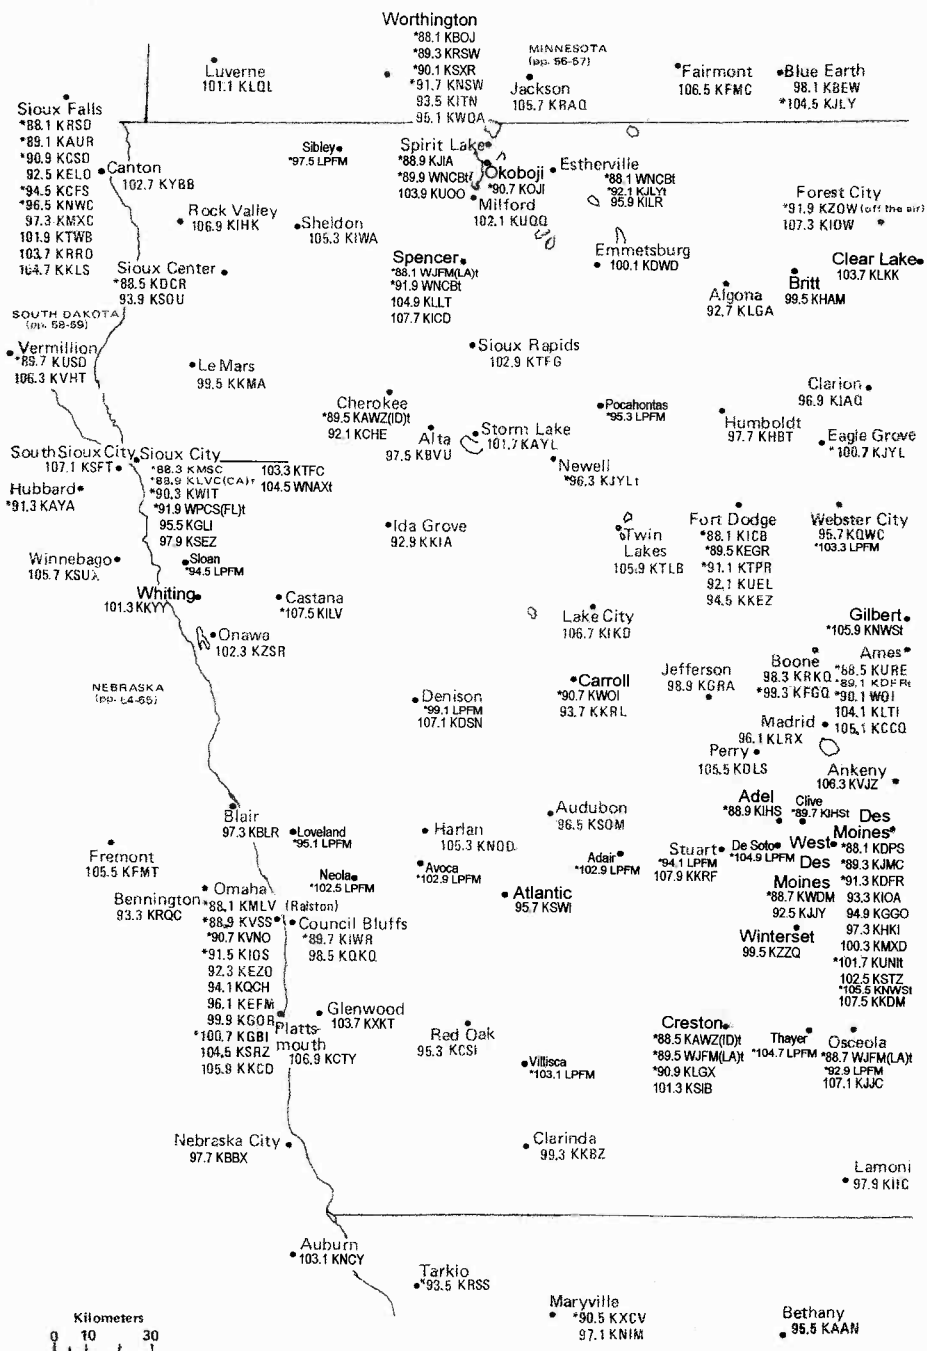 Worthington
*88.1 KBOJ
*89.3 KRSW
*90.1 KSXR
*91.7 KNSW
93.5 KITN
95.1 KWOA
MINNESOTA
(pp. 56-57)
Luverne
101.1 KLQL
Jackson
105.7 KRAQ
Fairmont
106.5 KFMC
Blue Earth
98.1 KBEW
*104.5 KJLY
Sioux Falls
*88.1 KRSD
*89.1 KAUR
*90.9 KCSD
92.5 KELO
*94.5 KCFS
*96.5 KNWC
97.3 KMXC
101.9 KTWB
103.7 KRRO
104.7 KKLS
Canton
102.7 KYBB
Sibley
*97.5 LPFM
Spirit Lake
*88.9 KJIA
*89.9 WNCBt
103.9 KUOO
Okoboji
*90.7 KOJI
Milford
102.1 KUQQ
Estherville
*88.1 WNCBt
*92.1 KJLYt
95.9 KILR
Forest City
*91.9 KZOW (off the air)
107.3 KIOW
Rock Valley
106.9 KIHK
Sheldon
105.3 KIWA
Emmetsburg
100.1 KDWD
Clear Lake
103.7 KLKK
Sioux Center
*88.5 KDCR
93.9 KSOU
Spencer
*88.1 WJFM(LA)t
*91.9 WNCBt
104.9 KLLT
107.7 KICD
Britt
99.5 KHAM
Algona
92.7 KLGA
SOUTH DAKOTA
(pp. 58-59)
Vermillion
*89.7 KUSD
106.3 KVHT
Le Mars
99.5 KKMA
Sioux Rapids
102.9 KTFG
Clarion
96.9 KIAQ
Cherokee
*89.5 KAWZ(ID)t
92.1 KCHE
Alta
97.5 KBVU
Storm Lake
101.7 KAYL
Pocahontas
*95.3 LPFM
Humboldt
97.7 KHBT
Eagle Grove
*100.7 KJYL
South Sioux City
107.1 KSFT
Sioux City
*88.3 KMSC
*88.9 KLVC(CA)t
*90.3 KWIT
*91.9 WPCS(FL)t
95.5 KGLI
97.9 KSEZ
103.3 KTFC
104.5 WNAXt
Newell
*96.3 KJYLt
Hubbard
*91.3 KAYA
Ida Grove
92.9 KKIA
Twin
Lakes
105.9 KTLB
Fort Dodge
*88.1 KICB
*89.5 KEGR
*91.1 KTPR
92.1 KUEL
94.5 KKEZ
Webster City
95.7 KQWC
*103.3 LPFM
Winnebago
105.7 KSUX
Sloan
*94.5 LPFM
Whiting
101.3 KKYY
Castana
*107.5 KILV
Lake City
106.7 KIKD
Gilbert
*105.9 KNWSt
Onawa
102.3 KZSR
Jefferson
98.9 KGRA
Boone
98.3 KRKQ
*99.3 KFGQ
Ames
*88.5 KURE
*89.1 KDFRt
*90.1 WOI
104.1 KLTI
105.1 KCCQ
NEBRASKA
(pp. 64-65)
Denison
*99.1 LPFM
107.1 KDSN
Carroll
*90.7 KWOI
93.7 KKRL
Madrid
96.1 KLRX
Perry
105.5 KDLS
Ankeny
106.3 KVJZ
Blair
97.3 KBLR
Loveland
*95.1 LPFM
Harlan
105.3 KNOD
Audubon
96.5 KSOM
Adel
*88.9 KIHS
Clive
*89.7 KIHSt
Des
Moines*
*88.1 KDPS
*89.3 KJMC
*91.3 KDFR
93.3 KIOA
94.9 KGGO
97.3 KHKI
100.3 KMXD
*101.7 KUNIt
102.5 KSTZ
*105.5 KNWSt
107.5 KKDM
Fremont
105.5 KFMT
Neola
*102.5 LPFM
Avoca
*102.9 LPFM
Adair
*102.9 LPFM
Stuart
*94.1 LPFM
107.9 KKRF
De Soto
*104.9 LPFM
West
Des
Moines
*88.7 KWDM
92.5 KJJY
Bennington
93.3 KRQC
Omaha
*88.1 KMLV (Ralston)
*88.9 KVSS
*90.7 KVNO
*91.5 KIOS
92.3 KEZO
94.1 KQCH
96.1 KEFM
99.9 KGOR
*100.7 KGBI
104.5 KSRZ
105.9 KKCD
Council Bluffs
*89.7 KIWR
98.5 KQKQ
Atlantic
95.7 KSWI
Winterset
99.5 KZZQ
Glenwood
103.7 KXKT
Platts-
mouth
106.9 KCTY
Red Oak
95.3 KCSI
Villisca
*103.1 LPFM
Creston
*88.5 KAWZ(ID)t
*89.5 WJFM(LA)t
*90.9 KLGX
101.3 KSIB
Thayer
*104.7 LPFM
Osceola
*88.7 WJFM(LA)t
*92.9 LPFM
107.1 KJJC
Nebraska City
97.7 KBBX
Clarinda
99.3 KKBZ
Lamoni
97.9 KIIC
Auburn
103.1 KNCY
Tarkio
*93.5 KRSS
Maryville
*90.5 KXCV
97.1 KNIM
Bethany
95.5 KAAN
Kilometers
0 10 30